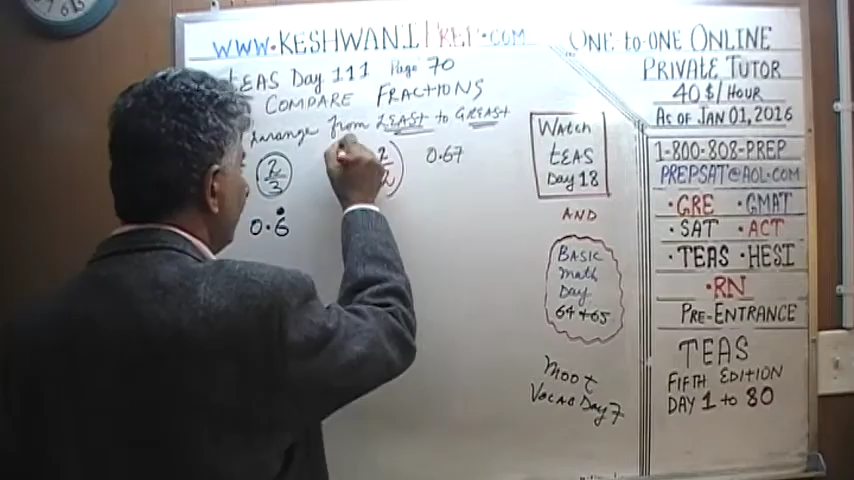 WWW.KESHWANIPREP.COM
TEAS Day 111 Page 70
COMPARE FRACTIONS
from LEAST to GREAST
2/3
0.67
0.6
Watch
TEAS
Day 18
AND
BASIC
math
Day
64+65
Moot
Vocab Day 7
ONE to-ONE ONLINE
PRIVATE TUTOR
40 $/HOUR
AS OF JAN 01, 2016
1-800-808-PREP
PREPSAT@AOL.COM
•GRE •GMAT
•SAT •ACT
•TEAS •HESI
•RN
PRE-ENTRANCE
TEAS
FIFTH EDITION
DAY 1 to 80